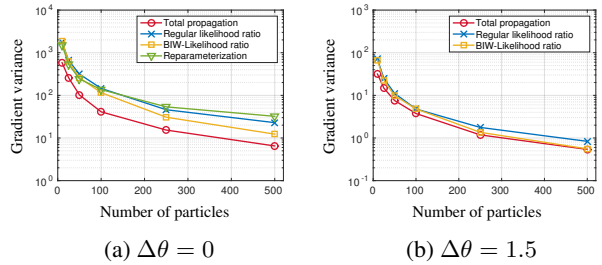 10^4
10^3
10^2
10^1
10^0
Gradient variance
Total propagation
Regular likelihood ratio
BIW-Likelihood ratio
Reparameterization
0 100 200 300 400 500
Number of particles
(a) Δθ = 0
10^3
10^2
10^1
10^0
10^-1
Gradient variance
Total propagation
Regular likelihood ratio
BIW-Likelihood ratio
0 100 200 300 400 500
Number of particles
(b) Δθ = 1.5